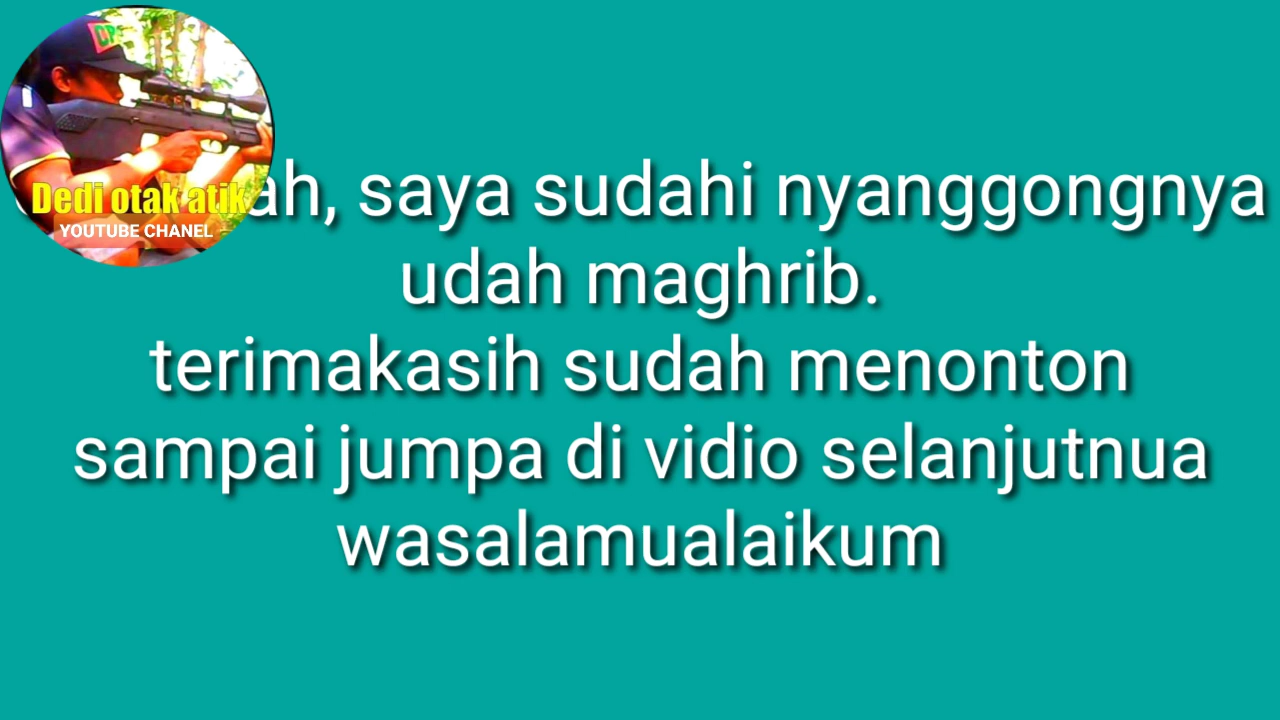 Dedi otak atik
YOUTUBE CHANEL
saya sudahi nyanggongnya
udah maghrib.
terimakasih sudah menonton
sampai jumpa di vidio selanjutnua
wasalamualaikum